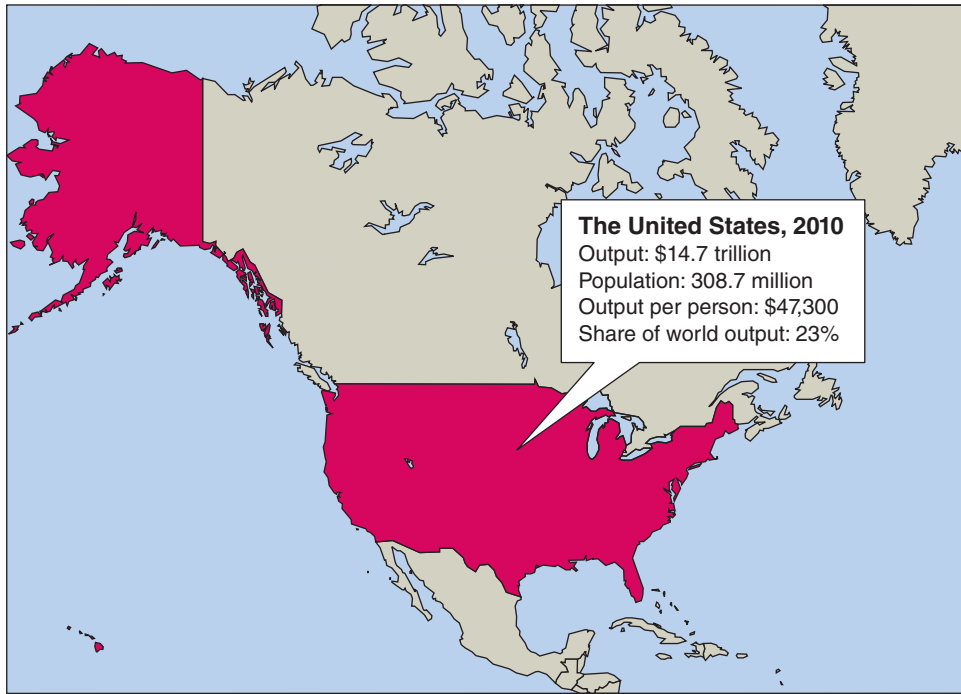 The United States, 2010
Output: $14.7 trillion
Population: 308.7 million
Output per person: $47,300
Share of world output: 23%